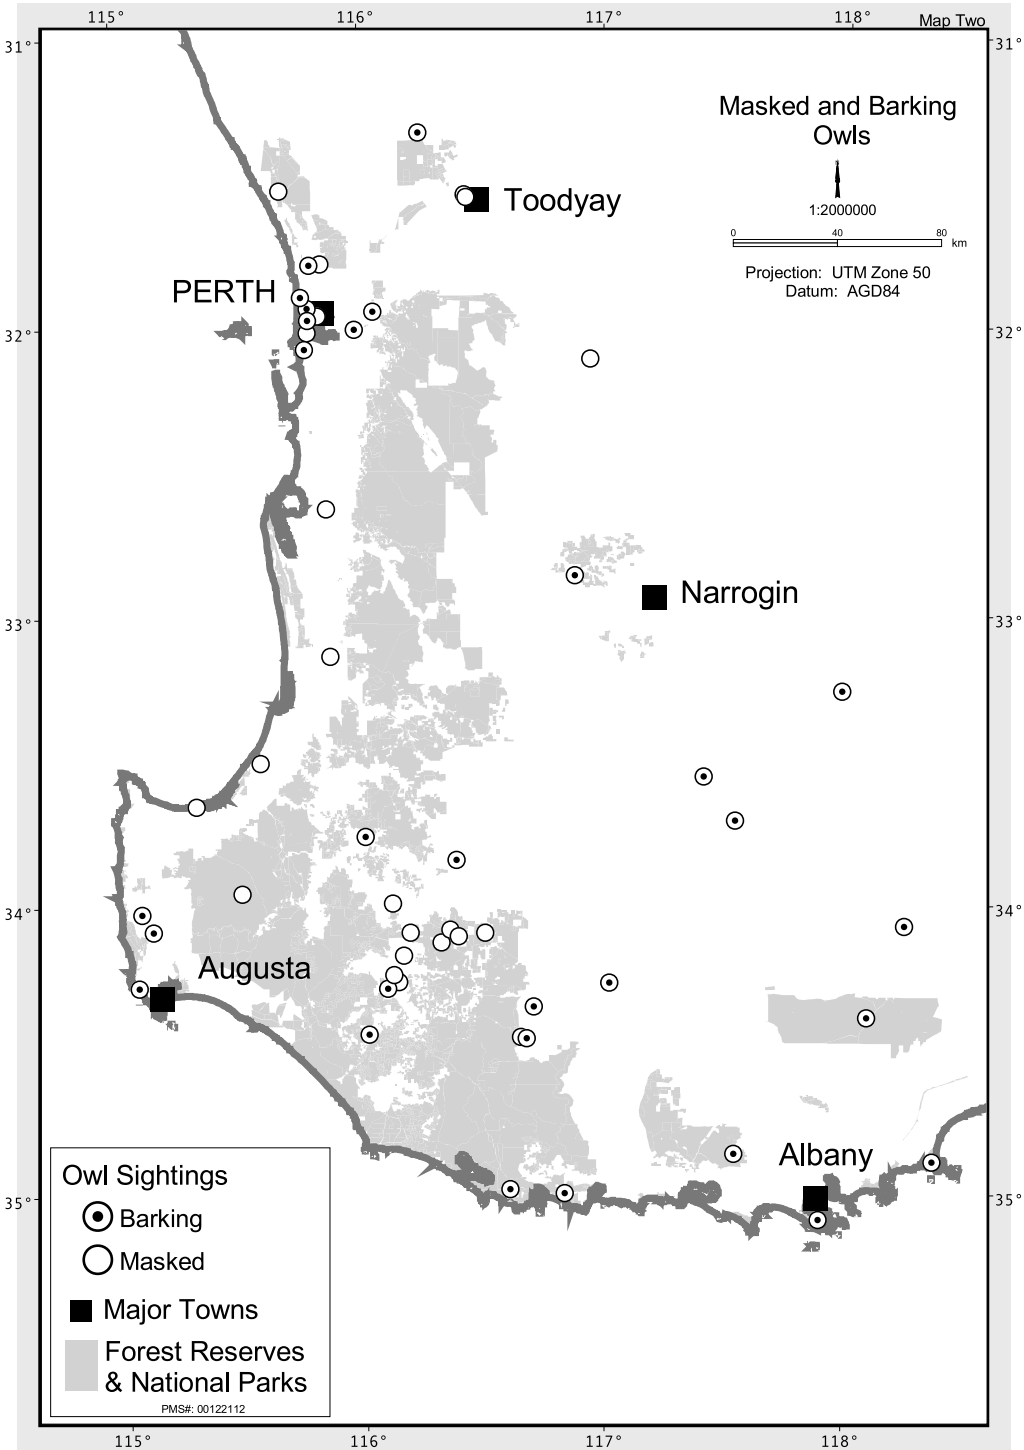 115° 116° 117° 118°
Map Two
31° 31°
Masked and Barking
Owls
1:2000000
0 40 80 km
Projection: UTM Zone 50
Datum: AGD84
Toodyay
PERTH
32° 32°
Narrogin
33° 33°
34° 34°
Augusta
Albany
35° 35°
Owl Sightings
Barking
Masked
Major Towns
Forest Reserves
& National Parks
PMS#: 00122112
115° 116° 117° 118°